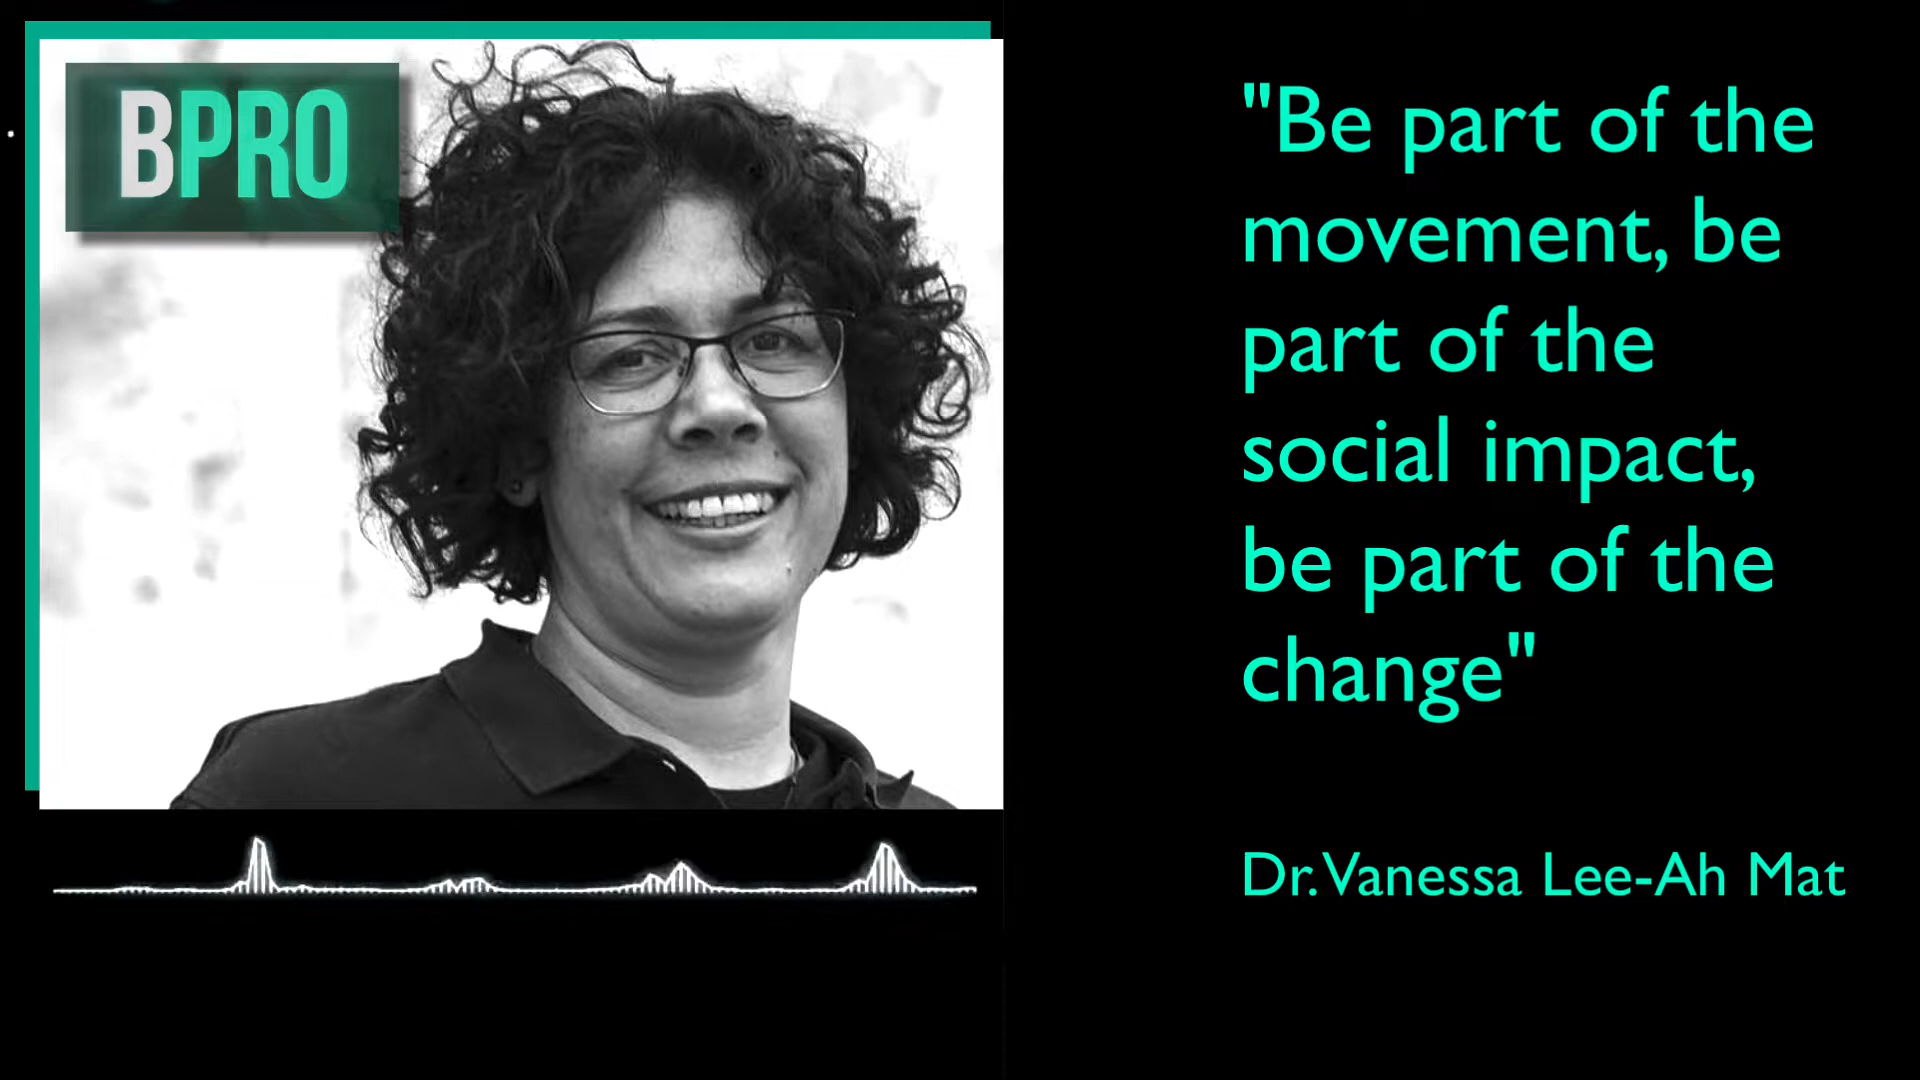 BPRO
"Be part of the
movement, be
part of the
social impact,
be part of the
change"
Dr. Vanessa Lee-Ah Mat